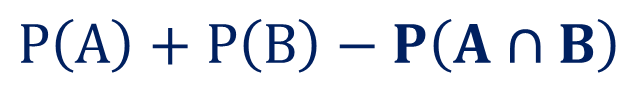 P(A) + P(B) − P(A ∩ B)